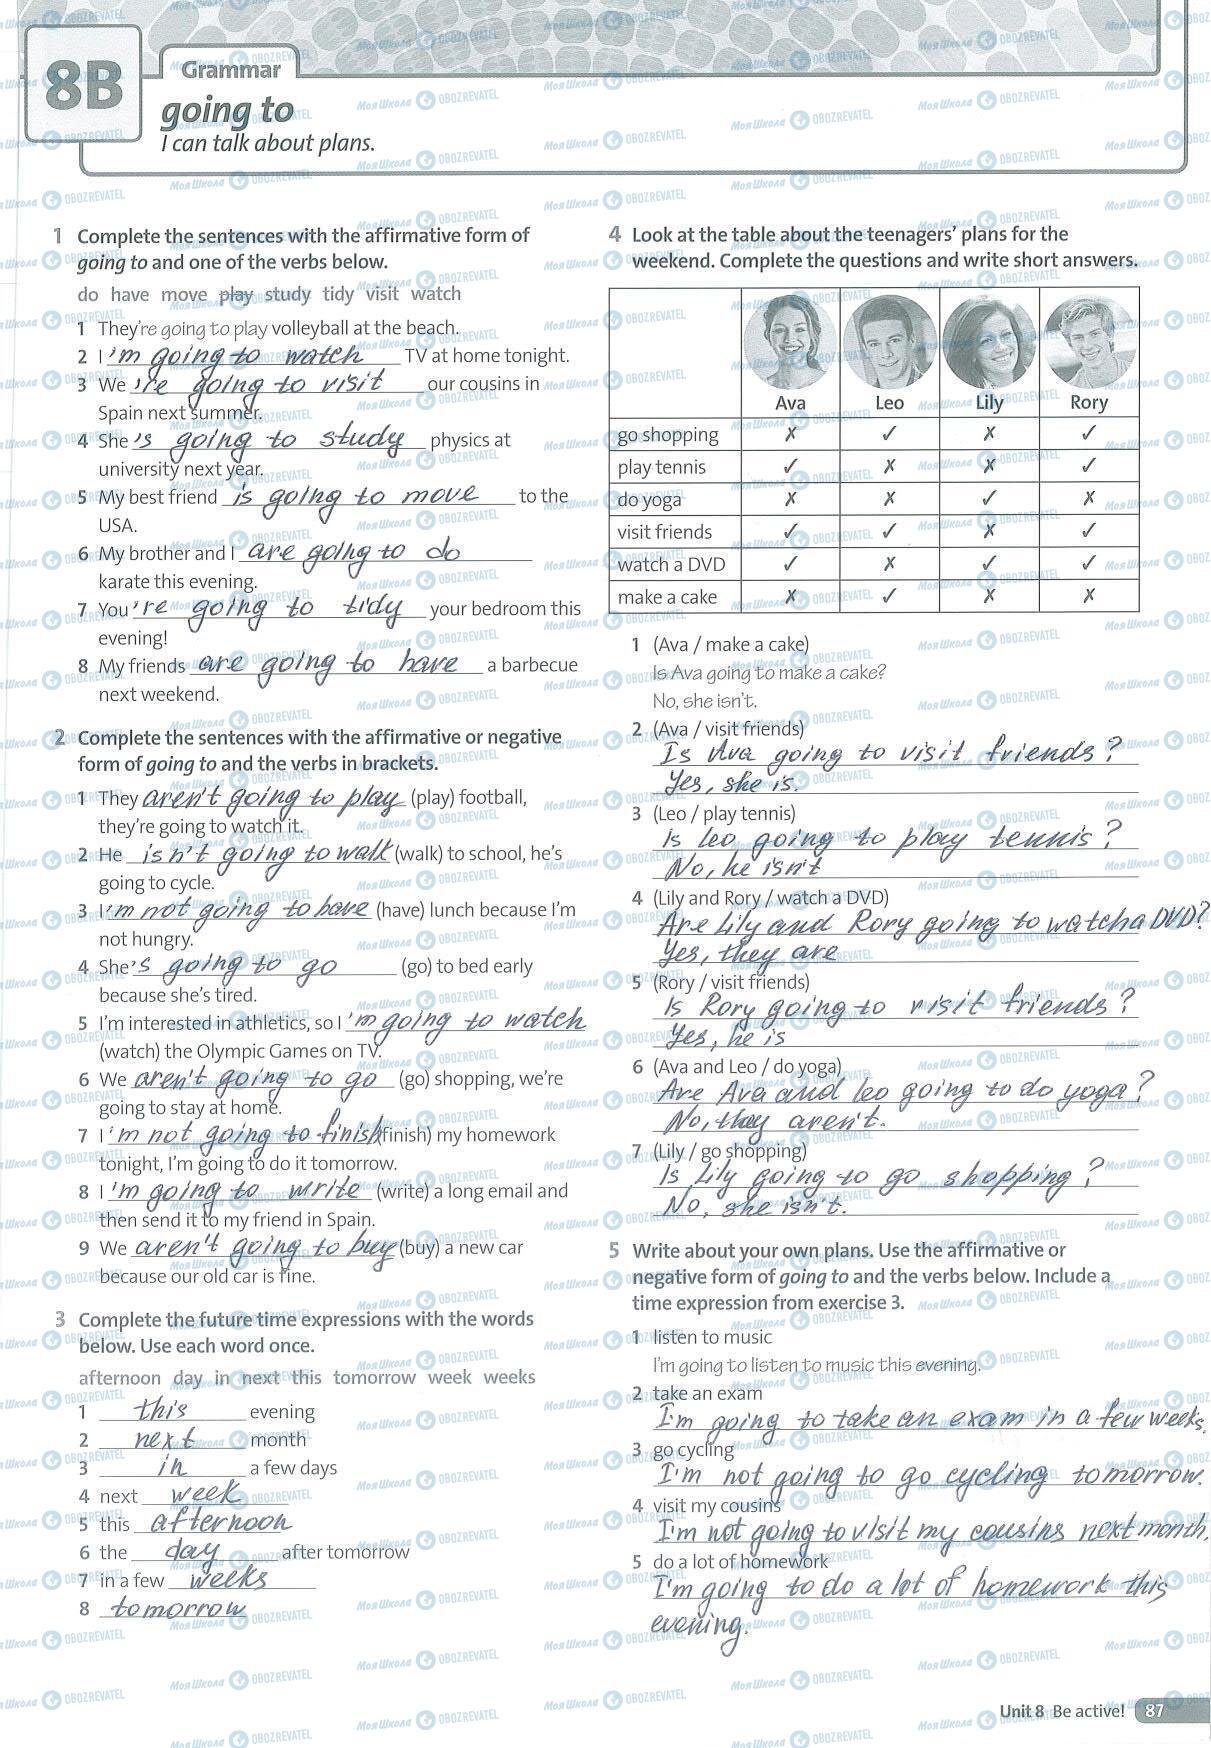 8B
Grammar
going to
I can talk about plans.
1 Complete the sentences with the affirmative form of
going to and one of the verbs below.
do have move play study tidy visit watch
1 They're going to play volleyball at the beach.
2 I 'm going to watch TV at home tonight.
3 We 're going to visit our cousins in
Spain next summer.
4 She 's going to study physics at
university next year.
5 My best friend is going to move to the
USA.
6 My brother and I are going to do
karate this evening.
7 You 're going to tidy your bedroom this
evening!
8 My friends are going to have a barbecue
next weekend.
2 Complete the sentences with the affirmative or negative
form of going to and the verbs in brackets.
1 They aren't going to play (play) football,
they're going to watch it.
2 He isn't going to walk (walk) to school, he's
going to cycle.
3 I 'm not going to have (have) lunch because I'm
not hungry.
4 She 's going to go (go) to bed early
because she's tired.
5 I'm interested in athletics, so I 'm going to watch
(watch) the Olympic Games on TV.
6 We aren't going to go (go) shopping, we're
going to stay at home.
7 I 'm not going to finish (finish) my homework
tonight, I'm going to do it tomorrow.
8 I 'm going to write (write) a long email and
then send it to my friend in Spain.
9 We aren't going to buy (buy) a new car
because our old car is fine.
3 Complete the future time expressions with the words
below. Use each word once.
afternoon day in next this tomorrow week weeks
1 this evening
2 next month
3 in a few days
4 next week
5 this afternoon
6 the day after tomorrow
7 in a few weeks
8 tomorrow
4 Look at the table about the teenagers' plans for the
weekend. Complete the questions and write short answers.
Ava Leo Lily Rory
go shopping ✗ ✓ ✗ ✓
play tennis ✓ ✗ ✗ ✓
do yoga ✗ ✗ ✓ ✗
visit friends ✓ ✓ ✗ ✓
watch a DVD ✓ ✗ ✓ ✓
make a cake ✗ ✓ ✗ ✗
1 (Ava / make a cake)
Is Ava going to make a cake?
No, she isn't.
2 (Ava / visit friends)
Is Ava going to visit friends?
Yes, she is.
3 (Leo / play tennis)
Is Leo going to play tennis?
No, he isn't
4 (Lily and Rory / watch a DVD)
Are Lily and Rory going to watch a DVD?
Yes, they are
5 (Rory / visit friends)
Is Rory going to visit friends?
Yes, he is
6 (Ava and Leo / do yoga)
Are Ava and Leo going to do yoga?
No, they aren't.
7 (Lily / go shopping)
Is Lily going to go shopping?
No, she isn't.
5 Write about your own plans. Use the affirmative or
negative form of going to and the verbs below. Include a
time expression from exercise 3.
1 listen to music
I'm going to listen to music this evening.
2 take an exam
I'm going to take an exam in a few weeks.
3 go cycling
I'm not going to go cycling tomorrow.
4 visit my cousins
I'm not going to visit my cousins next month.
5 do a lot of homework
I'm going to do a lot of homework this
evening.
Unit 8 Be active! 87
МояШкола OBOZREVATEL